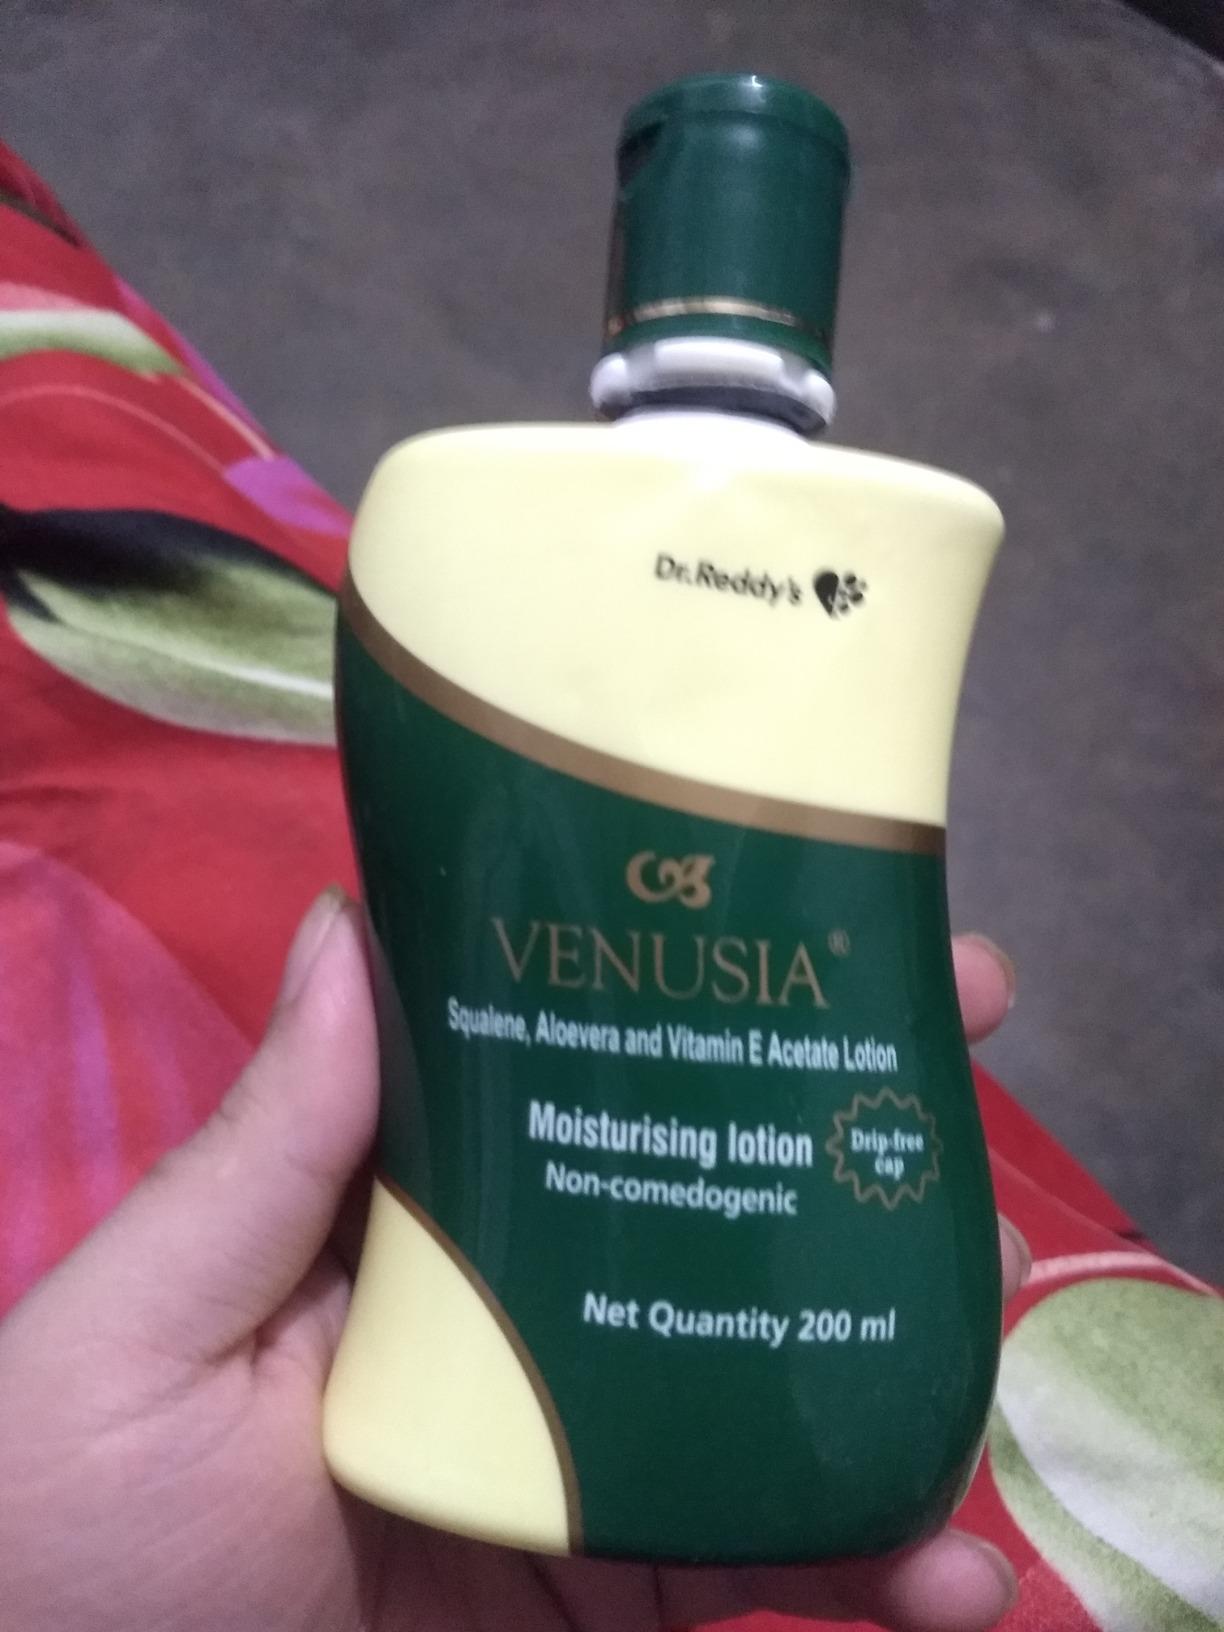 Dr.Reddy's
VENUSIA®
Squalene, Aloevera and Vitamin E Acetate Lotion
Moisturising lotion
Non-comedogenic
Drip-free
cap
Net Quantity 200 ml